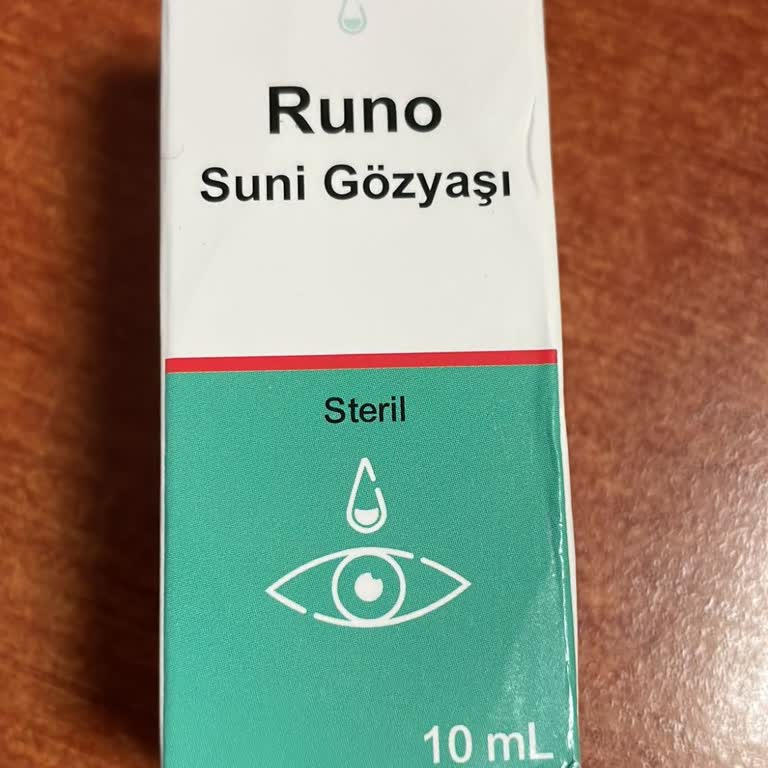 Runo
Suni Gözyaşı
Steril
10 mL